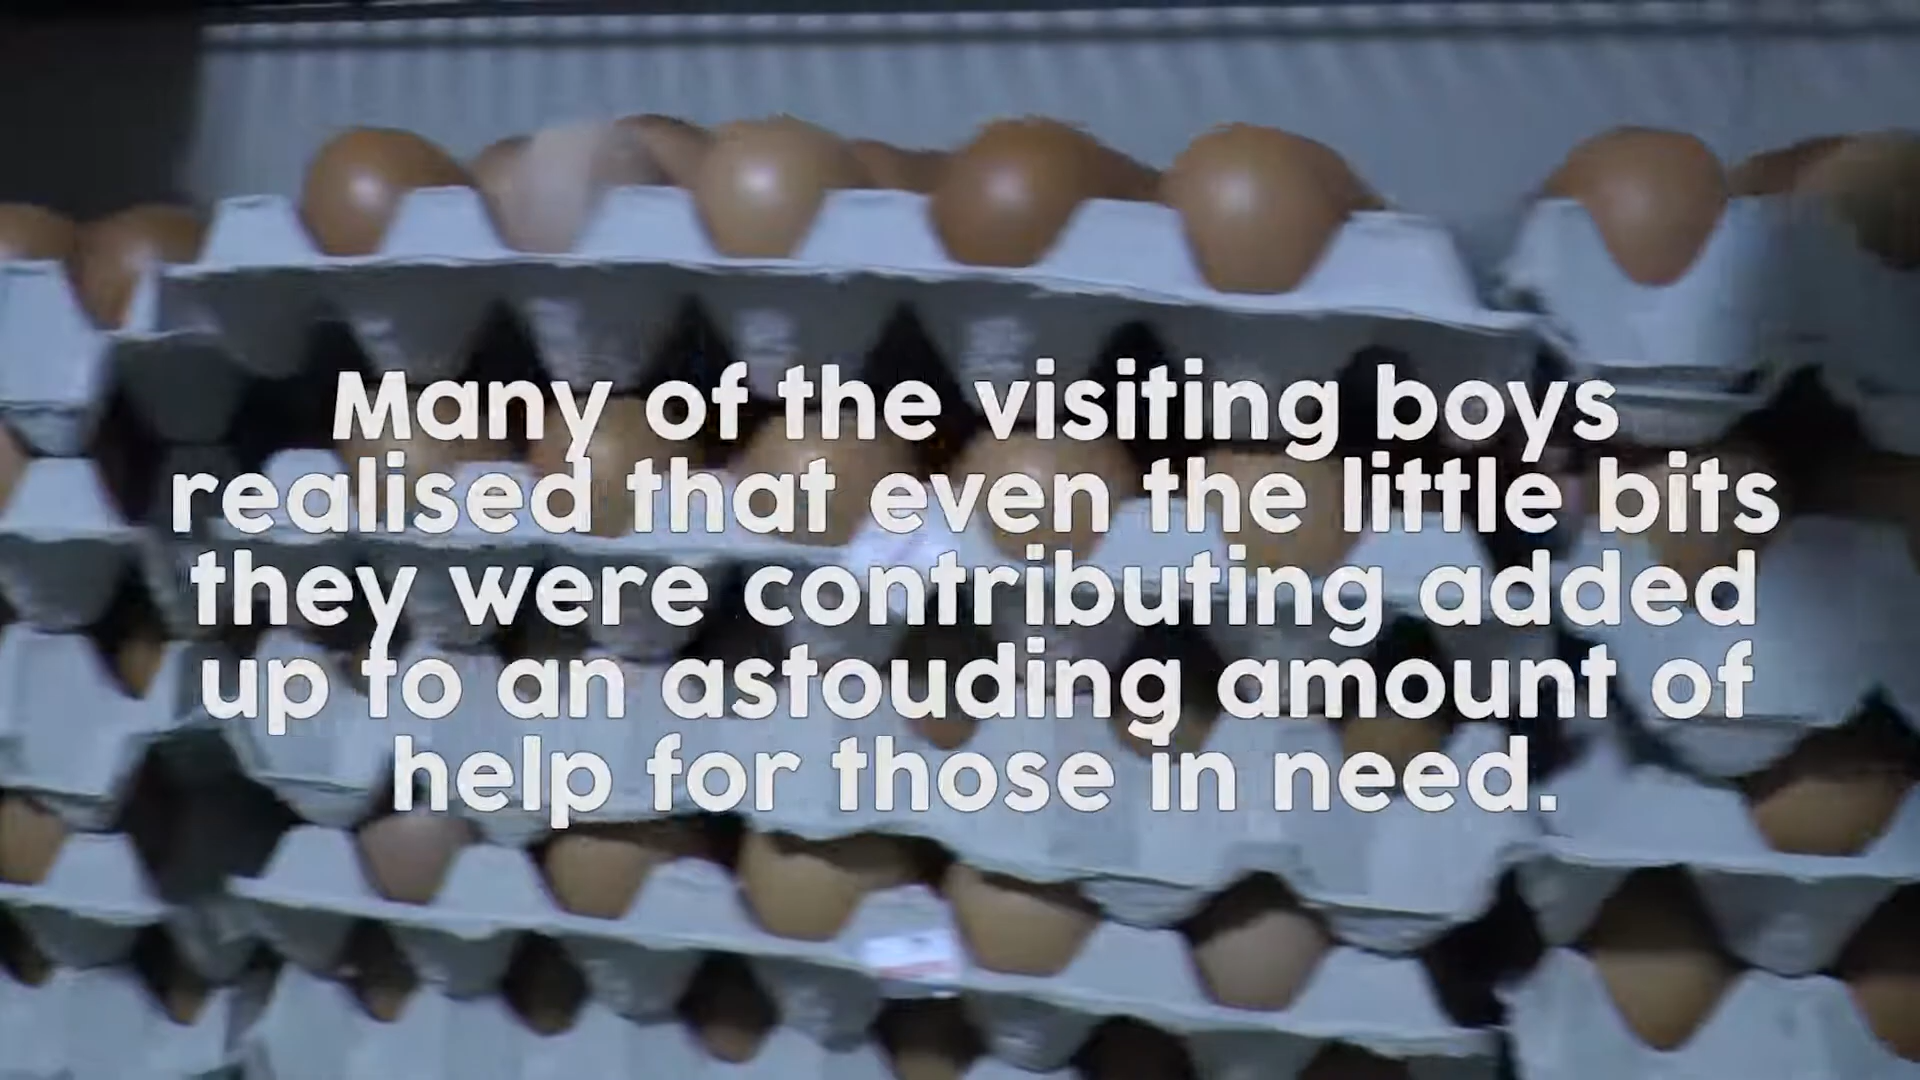 Many of the visiting boys
realised that even the little bits
they were contributing added
up to an astouding amount of
help for those in need.